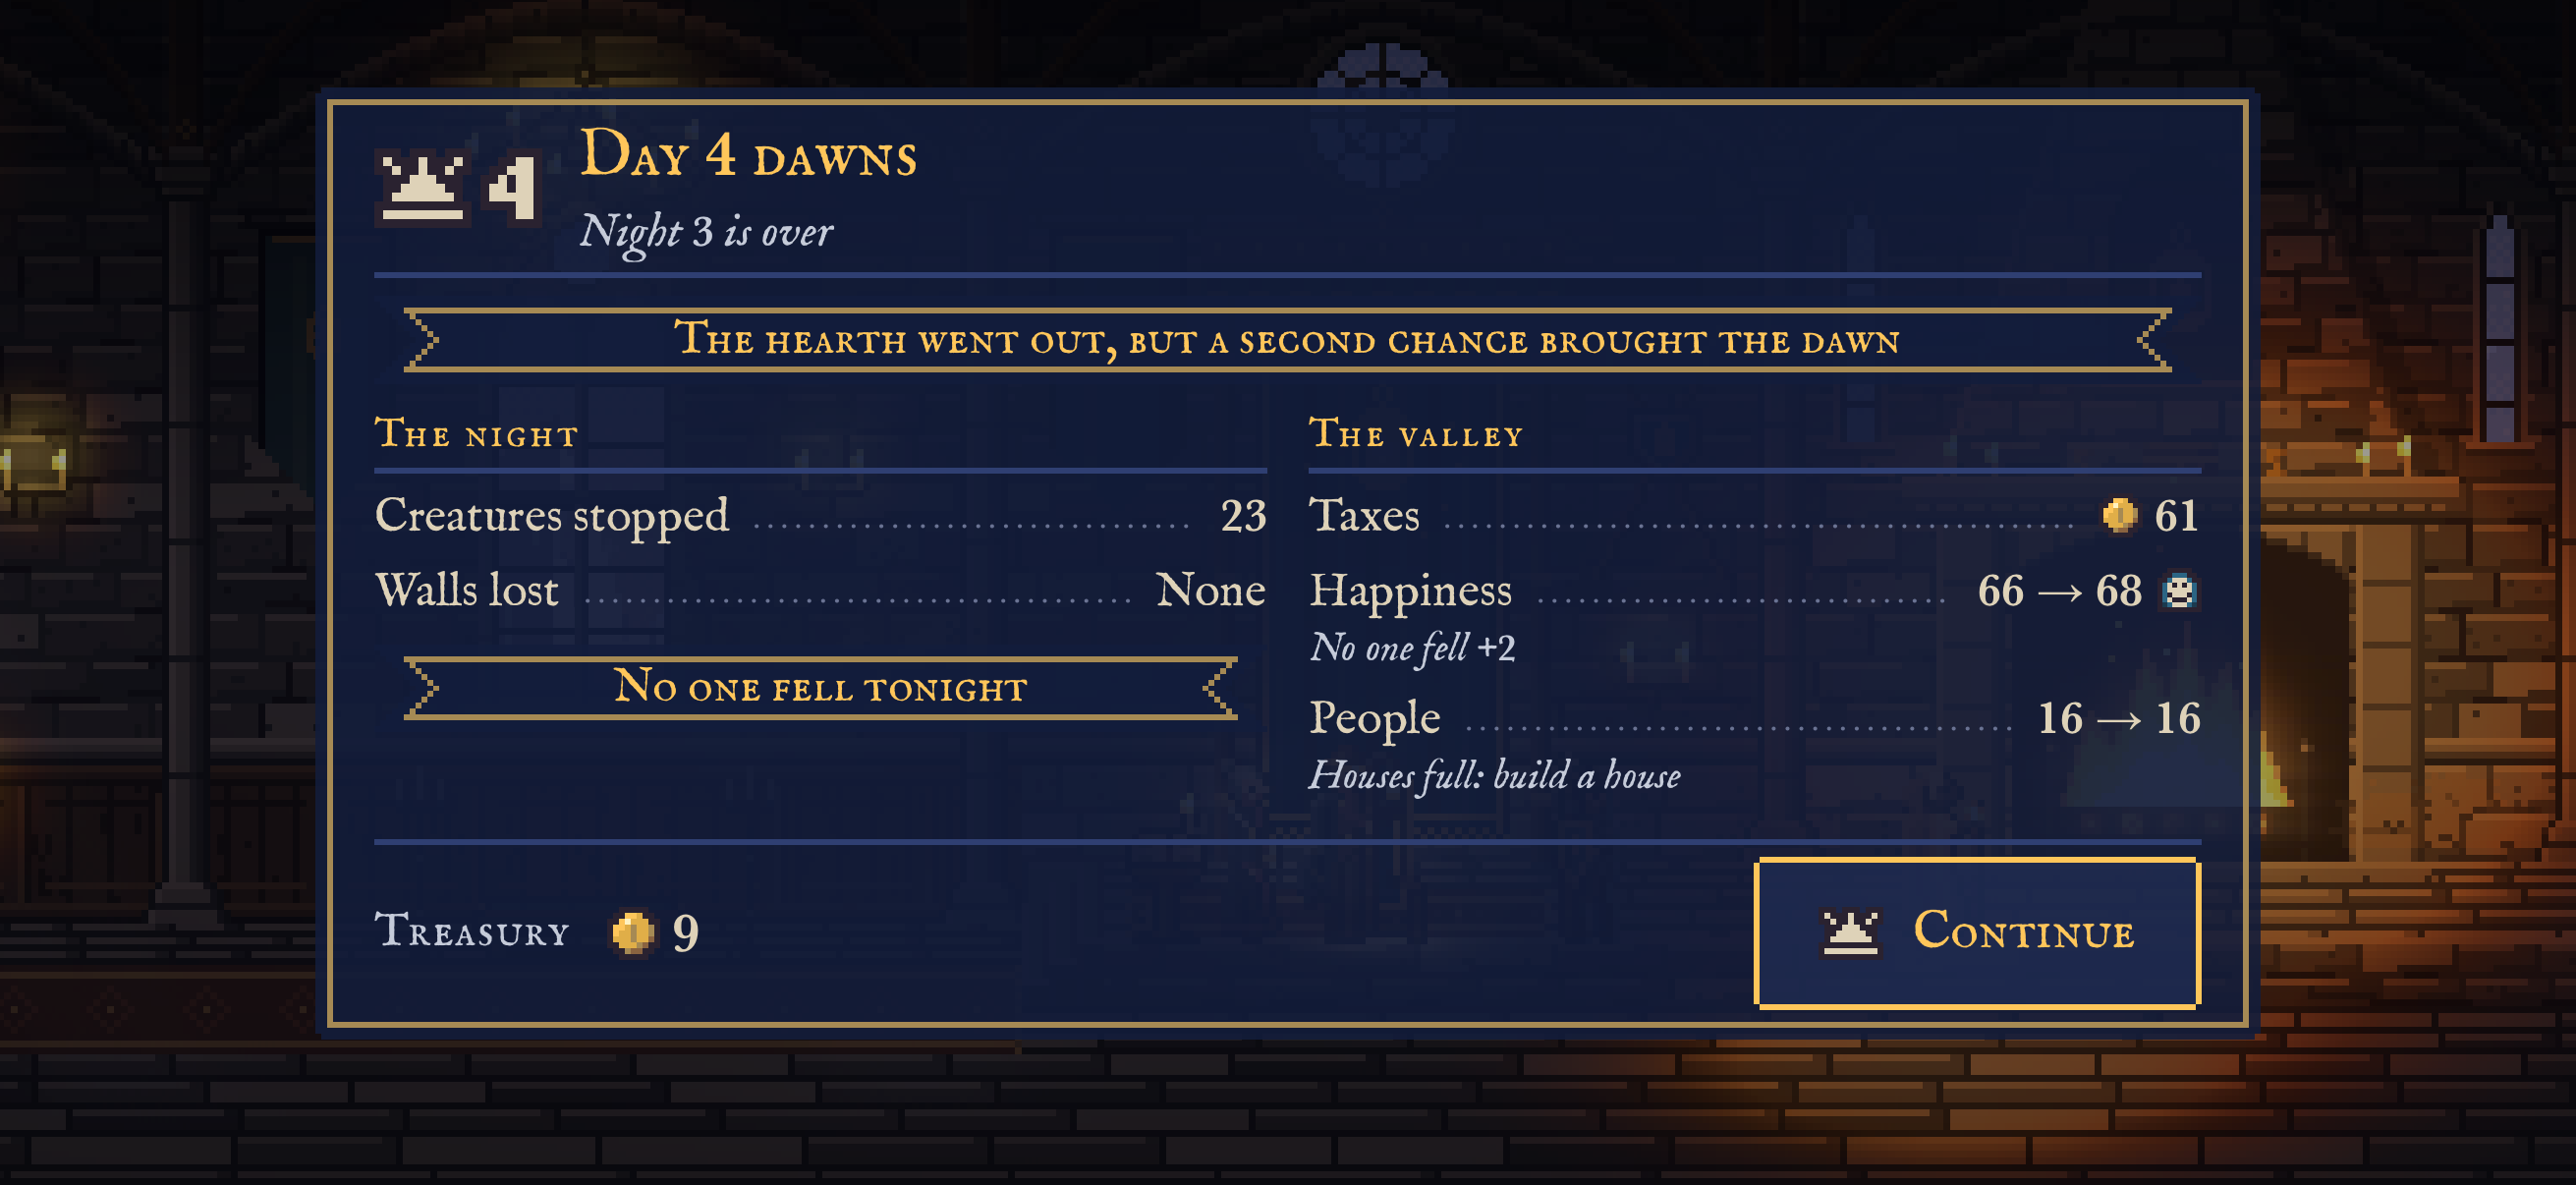 4
Day 4 dawns
Night 3 is over
The hearth went out, but a second chance brought the dawn
The night
Creatures stopped 23
Walls lost None
No one fell tonight
The valley
Taxes 61
Happiness 66 → 68
No one fell +2
People 16 → 16
Houses full: build a house
Treasury 9
Continue